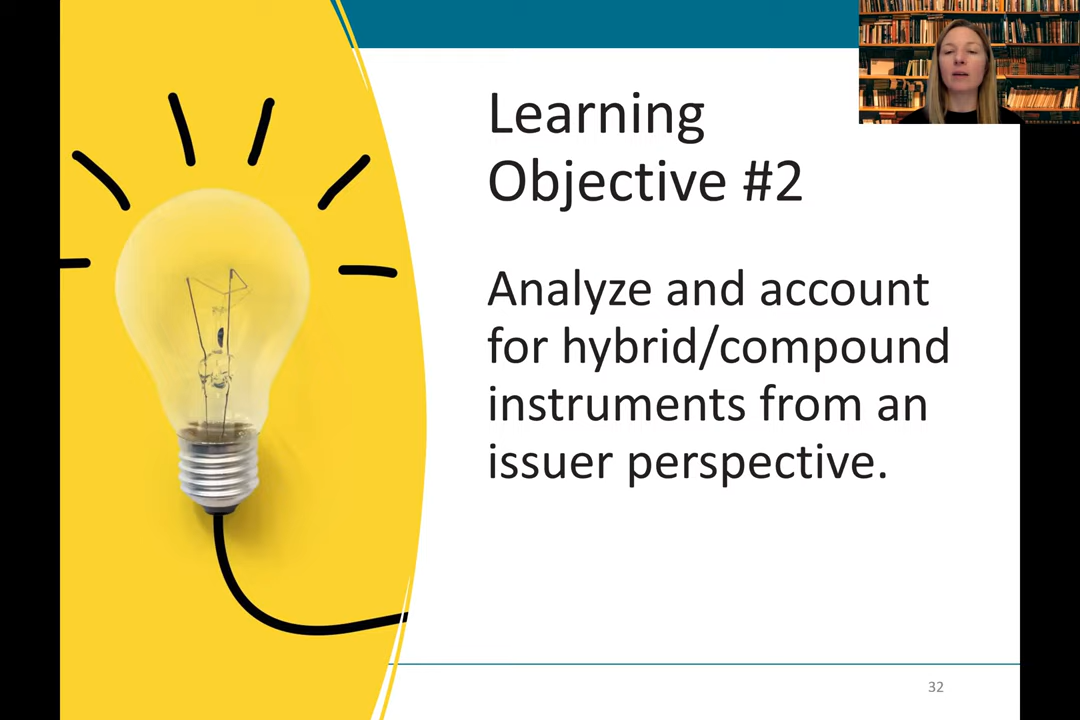 Learning
Objective #2
Analyze and account
for hybrid/compound
instruments from an
issuer perspective.
32